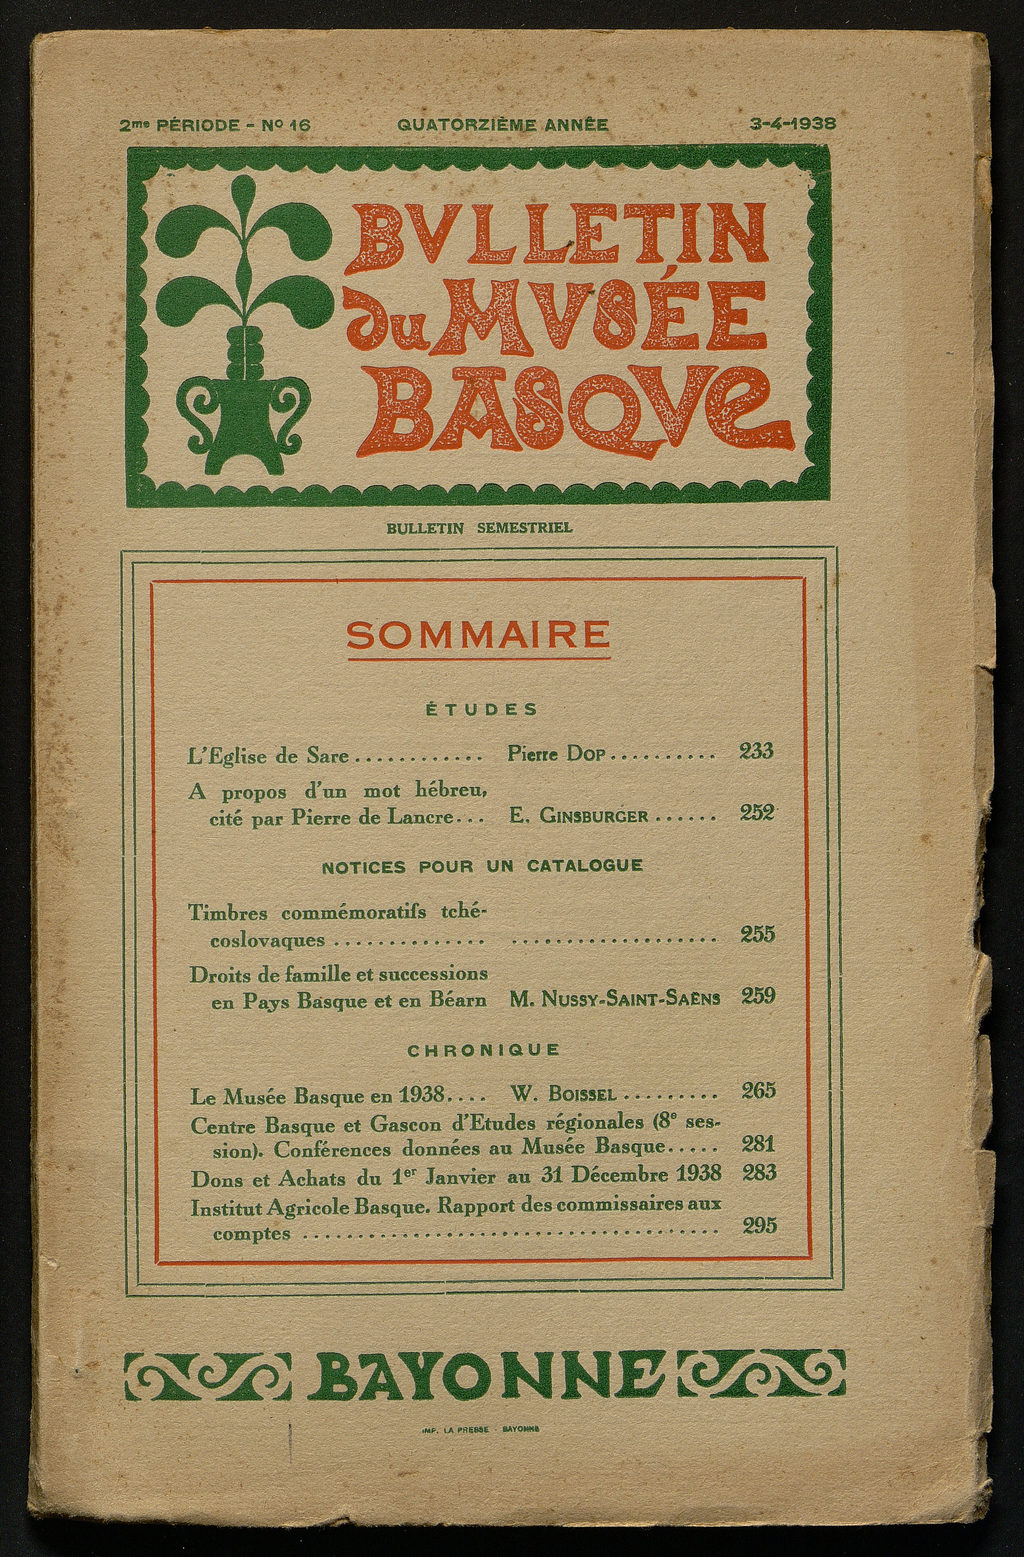 2me PÉRIODE - No 16 QUATORZIÈME ANNÉE 3-4-1938
BVLLETIN
du MVSÉE
BASQVe
BULLETIN SEMESTRIEL
SOMMAIRE
ÉTUDES
L'Eglise de Sare ............ Pierre DOP .......... 233
A propos d'un mot hébreu,
cité par Pierre de Lancre... E. GINSBURGER ...... 252
NOTICES POUR UN CATALOGUE
Timbres commémoratifs tché-
coslovaques .............. ................... 255
Droits de famille et successions
en Pays Basque et en Béarn M. NUSSY-SAINT-SAËNS 259
CHRONIQUE
Le Musée Basque en 1938.... W. BOISSEL ......... 265
Centre Basque et Gascon d'Etudes régionales (8e ses-
sion). Conférences données au Musée Basque..... 281
Dons et Achats du 1er Janvier au 31 Décembre 1938 283
Institut Agricole Basque. Rapport des commissaires aux
comptes ...................................... 295
BAYONNE
IMP. LA PRESSE - BAYONNE